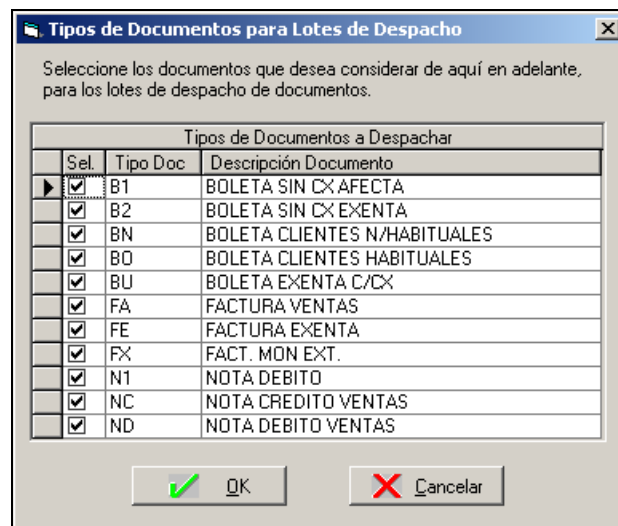 Tipos de Documentos para Lotes de Despacho
Seleccione los documentos que desea considerar de aquí en adelante,
para los lotes de despacho de documentos.
Tipos de Documentos a Despachar
Sel. Tipo Doc Descripción Documento
B1 BOLETA SIN CX AFECTA
B2 BOLETA SIN CX EXENTA
BN BOLETA CLIENTES N/HABITUALES
BO BOLETA CLIENTES HABITUALES
BU BOLETA EXENTA C/CX
FA FACTURA VENTAS
FE FACTURA EXENTA
FX FACT. MON EXT.
N1 NOTA DEBITO
NC NOTA CREDITO VENTAS
ND NOTA DEBITO VENTAS
OK Cancelar